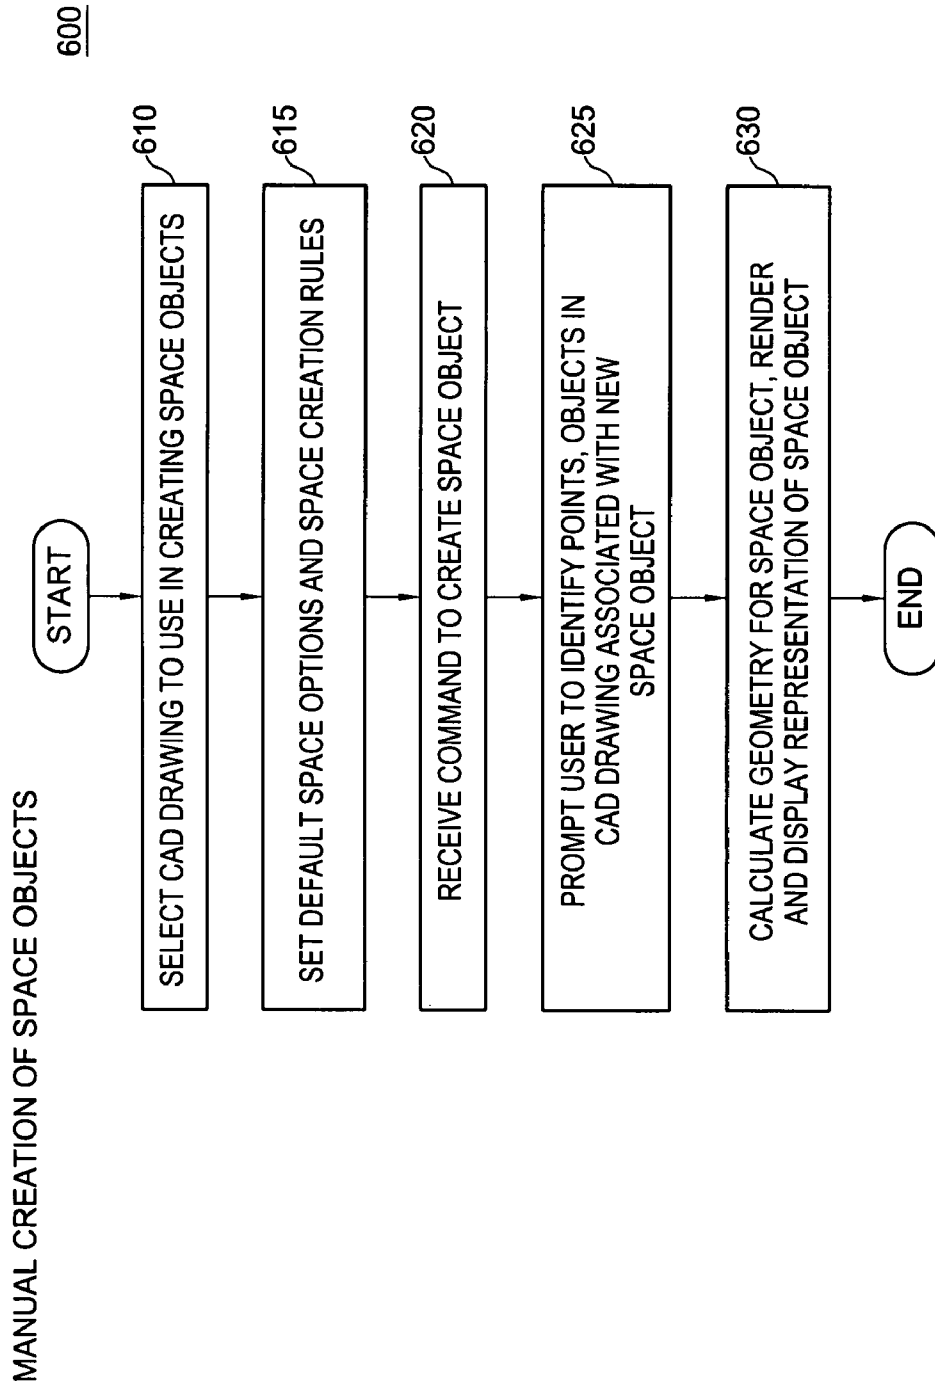 MANUAL CREATION OF SPACE OBJECTS
600
START
SELECT CAD DRAWING TO USE IN CREATING SPACE OBJECTS
610
SET DEFAULT SPACE OPTIONS AND SPACE CREATION RULES
615
RECEIVE COMMAND TO CREATE SPACE OBJECT
620
PROMPT USER TO IDENTIFY POINTS, OBJECTS IN
CAD DRAWING ASSOCIATED WITH NEW
SPACE OBJECT
625
CALCULATE GEOMETRY FOR SPACE OBJECT, RENDER
AND DISPLAY REPRESENTATION OF SPACE OBJECT
630
END